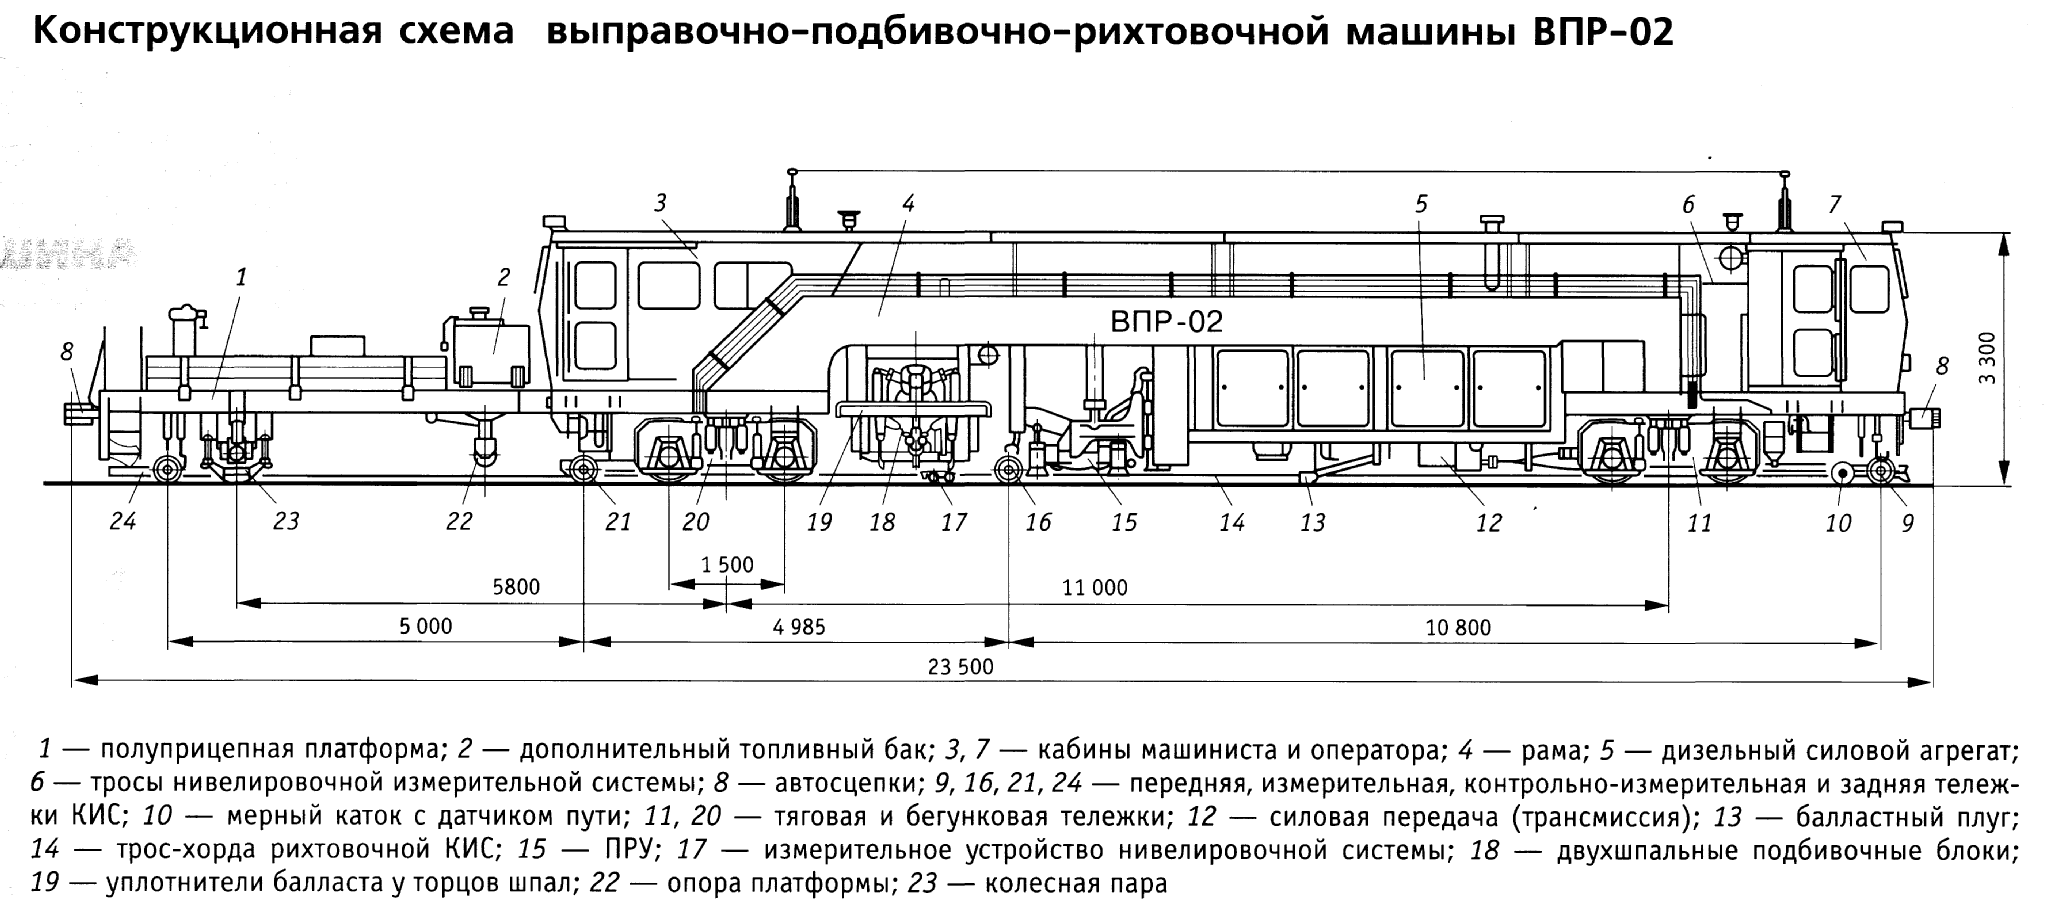 Конструкционная схема выправочно-подбивочно-рихтовочной машины ВПР-02
3 4 5 6 7
1 2
ВПР-02
8 8
3 300
24 23 22 21 20 19 18 17 16 15 14 13 12 11 10 9
1 500
5800 11 000
5 000 4 985 10 800
23 500
1 — полуприцепная платформа; 2 — дополнительный топливный бак; 3, 7 — кабины машиниста и оператора; 4 — рама; 5 — дизельный силовой агрегат;
6 — тросы нивелировочной измерительной системы; 8 — автосцепки; 9, 16, 21, 24 — передняя, измерительная, контрольно-измерительная и задняя тележ-
ки КИС; 10 — мерный каток с датчиком пути; 11, 20 — тяговая и бегунковая тележки; 12 — силовая передача (трансмиссия); 13 — балластный плуг;
14 — трос-хорда рихтовочной КИС; 15 — ПРУ; 17 — измерительное устройство нивелировочной системы; 18 — двухшпальные подбивочные блоки;
19 — уплотнители балласта у торцов шпал; 22 — опора платформы; 23 — колесная пара